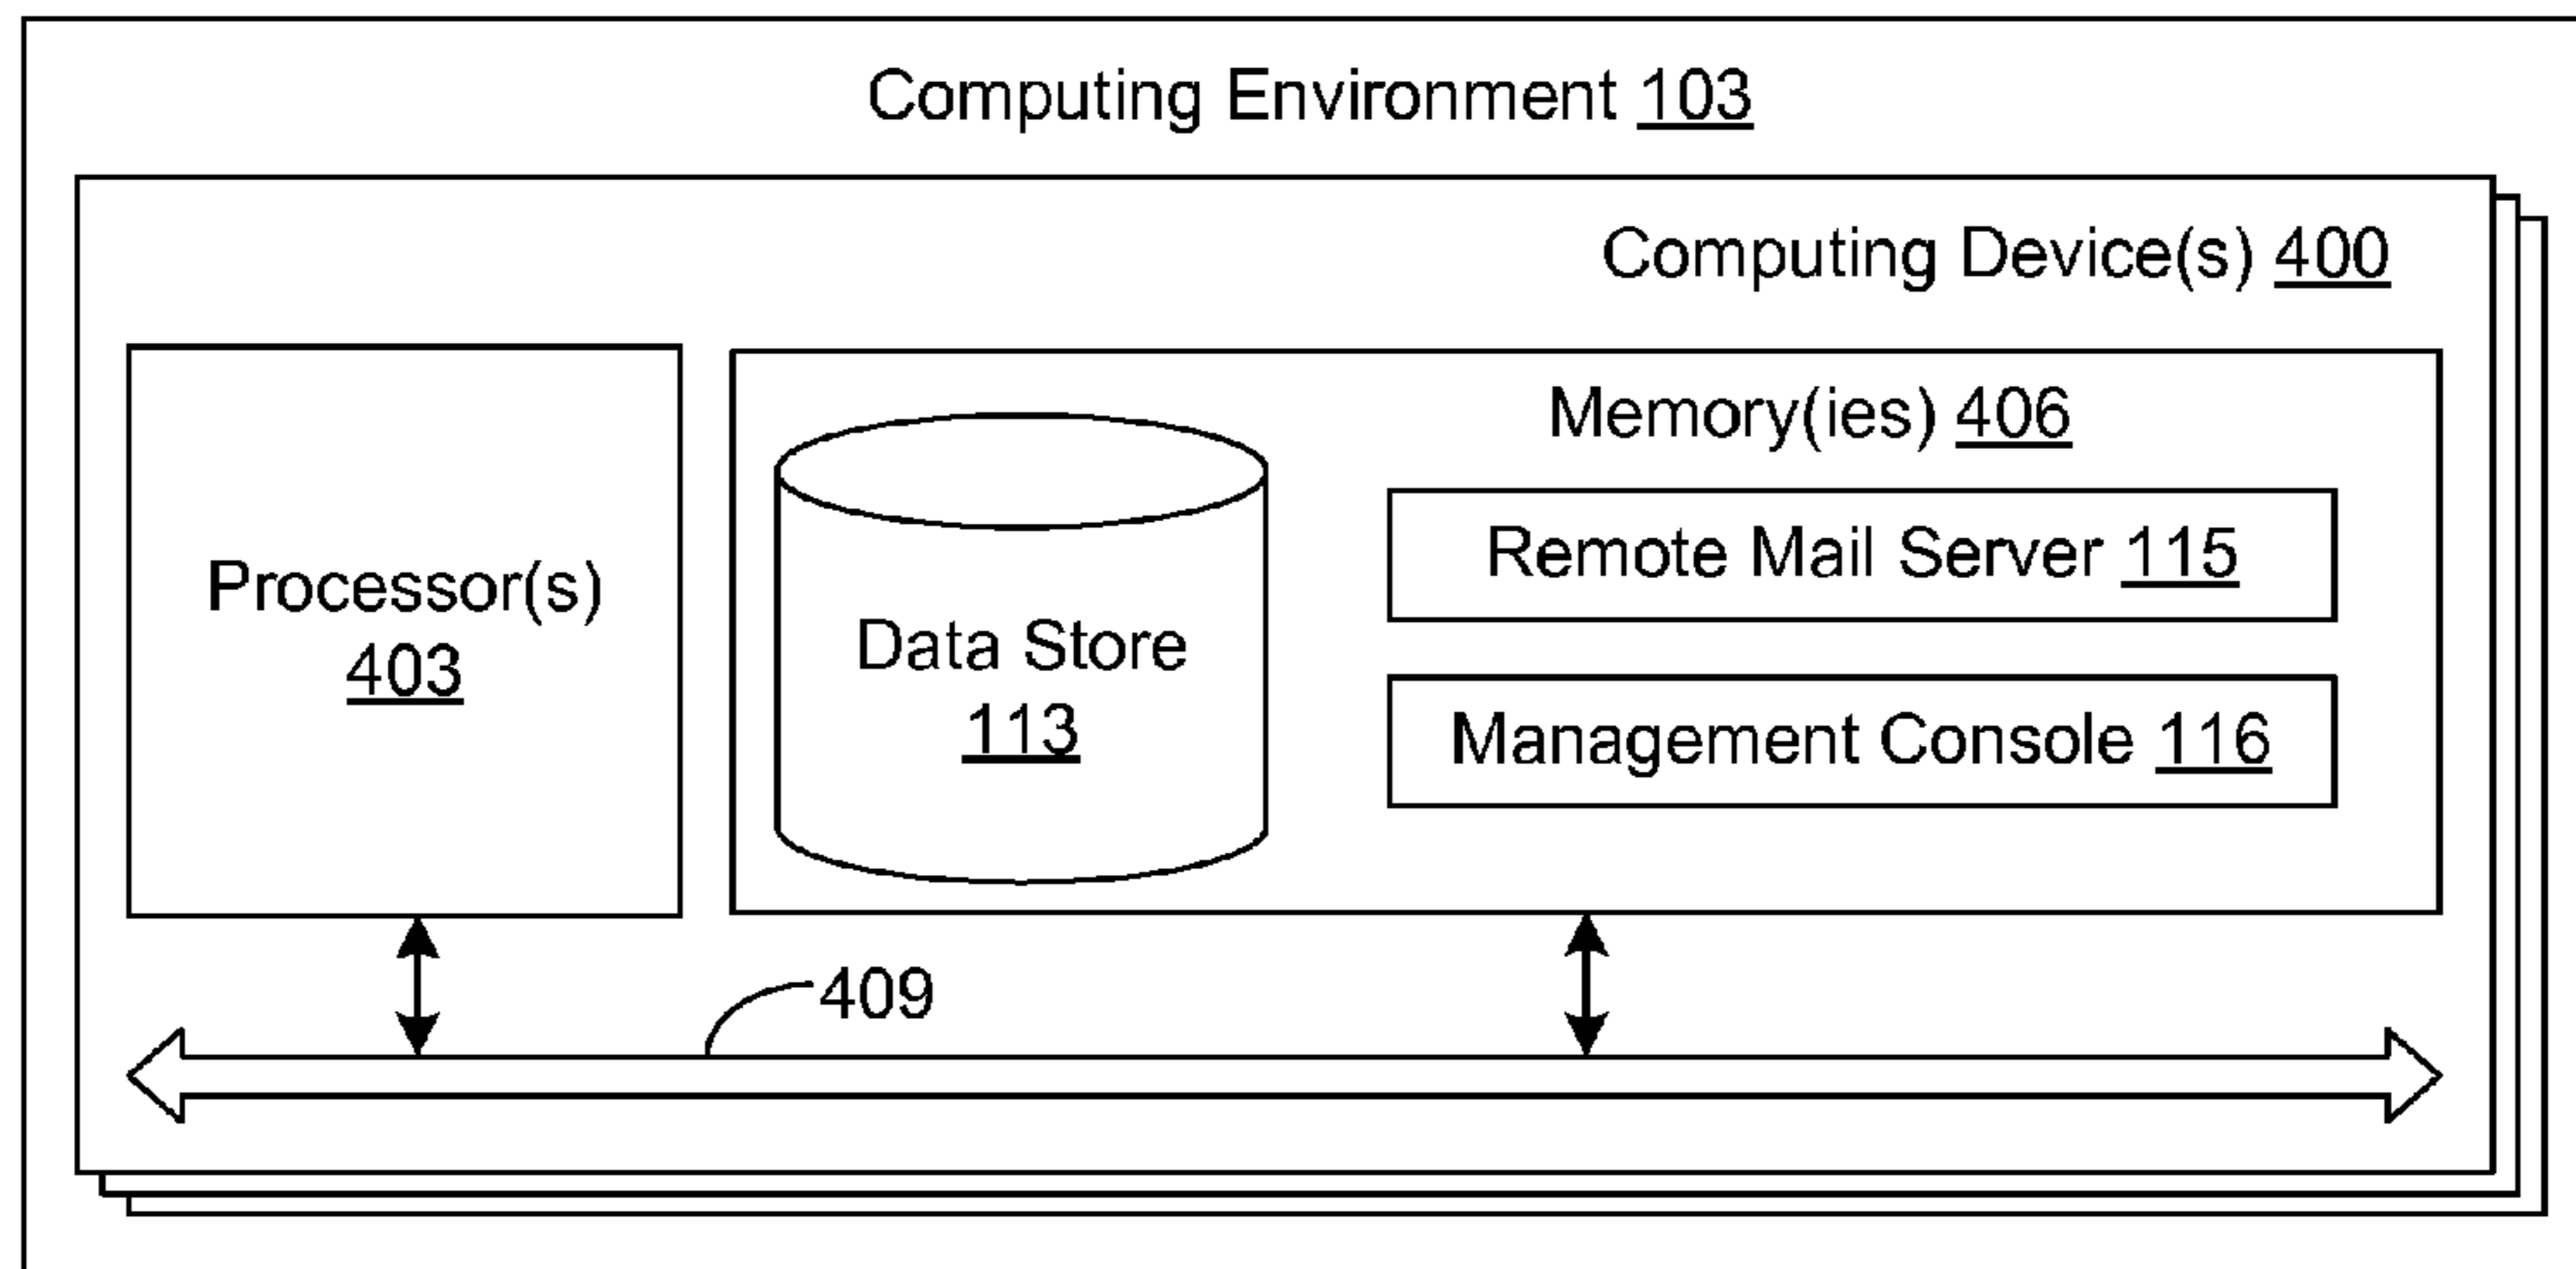 Computing Environment 103
Computing Device(s) 400
Processor(s)
403
Memory(ies) 406
Data Store
113
Remote Mail Server 115
Management Console 116
409